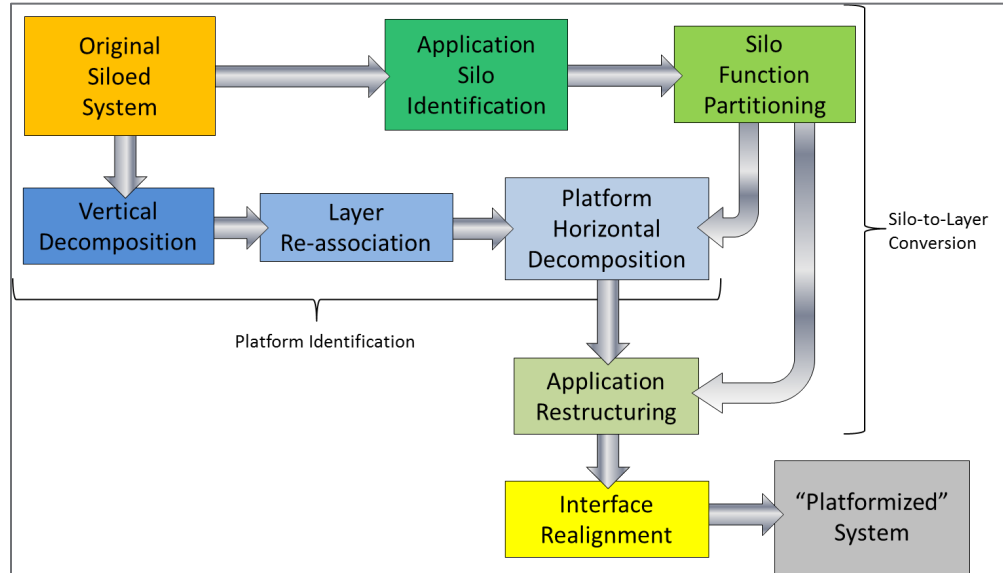 Original
Siloed
System
Application
Silo
Identification
Silo
Function
Partitioning
Vertical
Decomposition
Layer
Re-association
Platform
Horizontal
Decomposition
Silo-to-Layer
Conversion
Platform Identification
Application
Restructuring
Interface
Realignment
“Platformized”
System